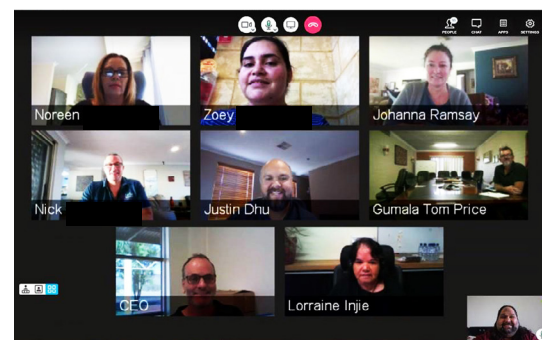 PEOPLE CHAT APPS SETTINGS
Noreen
Zoey
Johanna Ramsay
Nick
Justin Dhu
Gumala Tom Price
CEO
Lorraine Injie